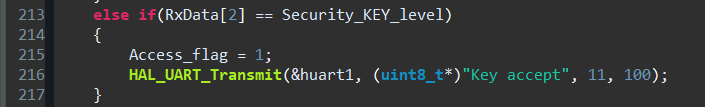 213 else if(RxData[2] == Security_KEY_level)
214 {
215 Access_flag = 1;
216 HAL_UART_Transmit(&huart1, (uint8_t*)"Key accept", 11, 100);
217 }